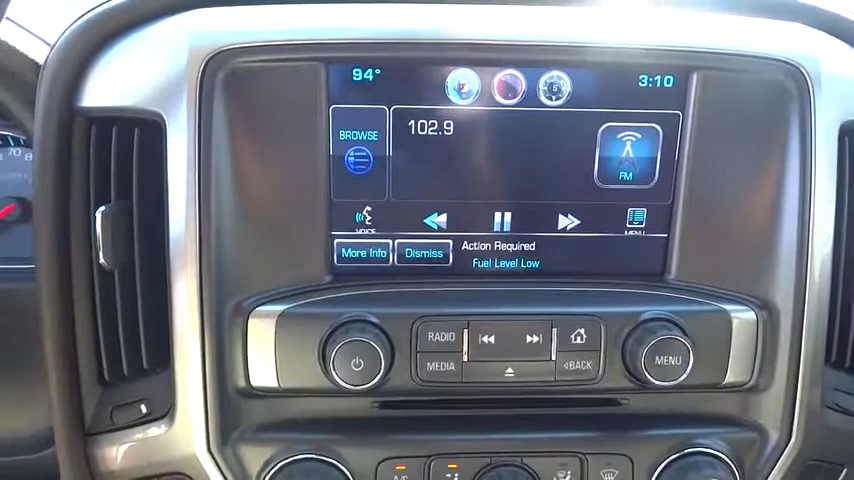 94° S 3:10
BROWSE 102.9
FM
VOICE MENU
More Info Dismiss Action Required
Fuel Level Low
RADIO MENU
MEDIA BACK
A/C
70